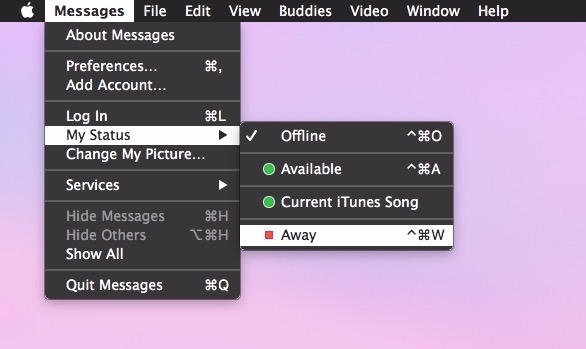 Messages File Edit View Buddies Video Window Help
About Messages
Preferences... ⌘,
Add Account...
Log In ⌘L
My Status ▶
Change My Picture...
Services ▶
Hide Messages ⌘H
Hide Others ⌥⌘H
Show All
Quit Messages ⌘Q
✓ Offline ^⌘O
Available ^⌘A
Current iTunes Song
Away ^⌘W